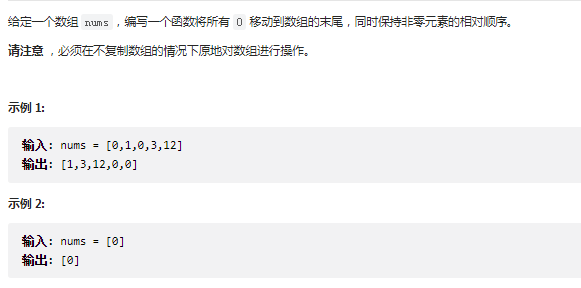 给定一个数组 nums，编写一个函数将所有 0 移动到数组的末尾，同时保持非零元素的相对顺序。
请注意 ，必须在不复制数组的情况下原地对数组进行操作。
示例 1:
输入: nums = [0,1,0,3,12]
输出: [1,3,12,0,0]
示例 2:
输入: nums = [0]
输出: [0]